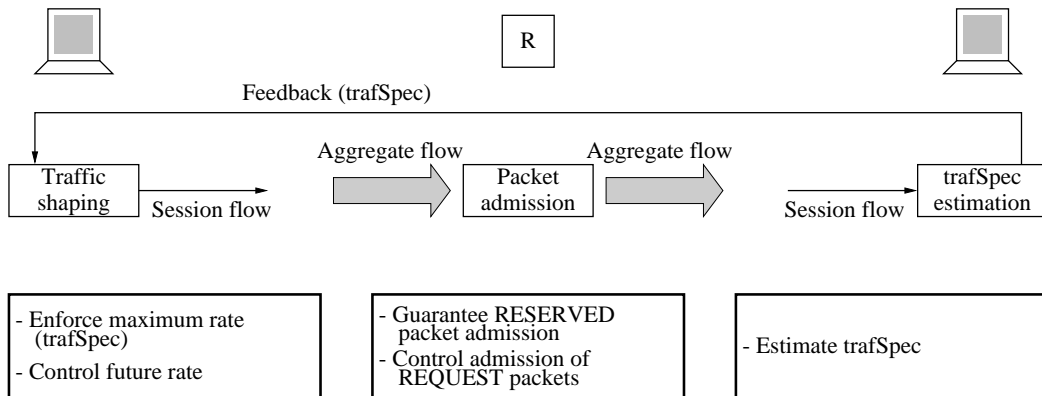 R
Feedback (trafSpec)
Aggregate flow
Aggregate flow
Traffic
shaping
Session flow
Packet
admission
Session flow
trafSpec
estimation
- Enforce maximum rate
(trafSpec)
- Control future rate
- Guarantee RESERVED
packet admission
- Control admission of
REQUEST packets
- Estimate trafSpec